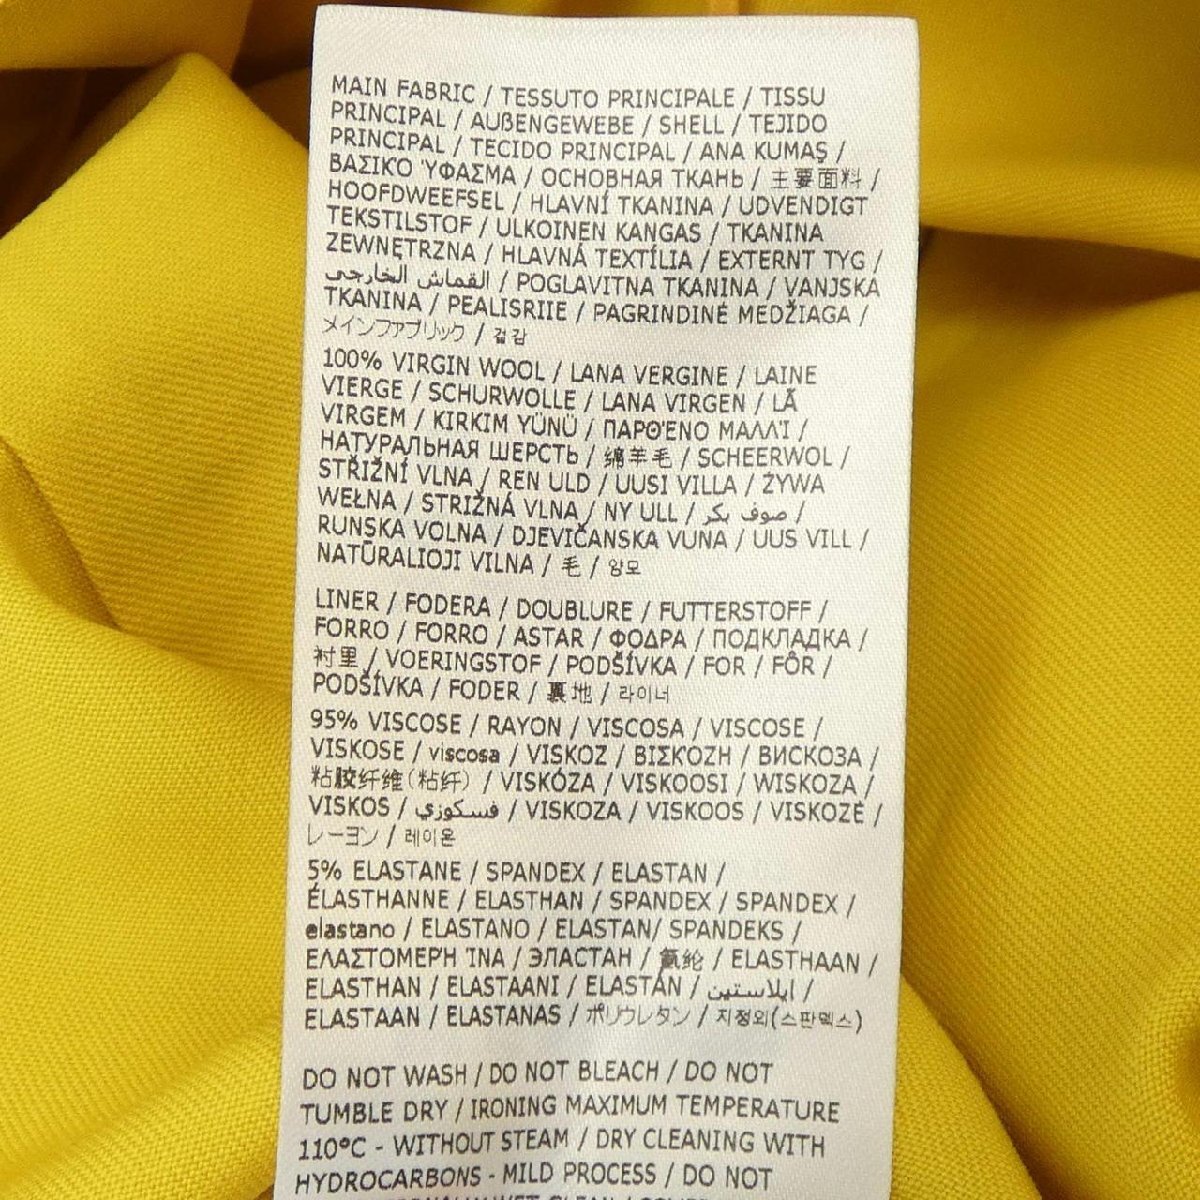 MAIN FABRIC / TESSUTO PRINCIPALE / TISSU
PRINCIPAL / AUßENGEWEBE / SHELL / TEJIDO
PRINCIPAL / TECIDO PRINCIPAL / ANA KUMAŞ /
ΒΑΣΙΚΌ ΎΦΑΣΜΑ / ОСНОВНАЯ ТКАНЬ / 主要面料 /
HOOFDWEEFSEL / HLAVNÍ TKANINA / UDVENDIGT
TEKSTILSTOF / ULKOINEN KANGAS / TKANINA
ZEWNĘTRZNA / HLAVNÁ TEXTÍLIA / EXTERNT TYG /
القماش الخارجي / POGLAVITNA TKANINA / VANJSKA
TKANINA / PEALISRIIE / PAGRINDINĖ MEDŽIAGA /
メインファブリック / 겉감
100% VIRGIN WOOL / LANA VERGINE / LAINE
VIERGE / SCHURWOLLE / LANA VIRGEN / LÃ
VIRGEM / KIRKIM YÜNÜ / ΠΑΡΘΈΝΟ ΜΑΛΛΊ /
НАТУРАЛЬНАЯ ШЕРСТЬ / 绵羊毛 / SCHEERWOL /
STŘIŽNÍ VLNA / REN ULD / UUSI VILLA / ŻYWA
WEŁNA / STRIŽNÁ VLNA / NY ULL / صوف بكر /
RUNSKA VOLNA / DJEVIČANSKA VUNA / UUS VILL /
NATŪRALIOJI VILNA / 毛 / 양모
LINER / FODERA / DOUBLURE / FUTTERSTOFF /
FORRO / FORRO / ASTAR / ΦΟΔΡΑ / ПОДКЛАДКА /
衬里 / VOERINGSTOF / PODŠÍVKA / FOR / FÔR /
PODŠÍVKA / FODER / 裏地 / 라이너
95% VISCOSE / RAYON / VISCOSA / VISCOSE /
VISKOSE / viscosa / VISKOZ / ΒΙΣΚΌΖΗ / ВИСКОЗА /
粘胶纤维(粘纤) / VISKÓZA / VISKOOSI / WISKOZA /
VISKOS / فسكوزي / VISKOZA / VISKOOS / VISKOZĖ /
レーヨン / 레이온
5% ELASTANE / SPANDEX / ELASTAN /
ÉLASTHANNE / ELASTHAN / SPANDEX / SPANDEX /
elastano / ELASTANO / ELASTAN/ SPANDEKS /
ΕΛΑΣΤΟΜΕΡΉ ΊΝΑ / ЭЛАСТАН / 氨纶 / ELASTHAAN /
ELASTHAN / ELASTAANI / ELASTÁN / ايلاستين /
ELASTAAN / ELASTANAS / ポリウレタン / 지정외(스판덱스)
DO NOT WASH / DO NOT BLEACH / DO NOT
TUMBLE DRY / IRONING MAXIMUM TEMPERATURE
110°C - WITHOUT STEAM / DRY CLEANING WITH
HYDROCARBONS - MILD PROCESS / DO NOT